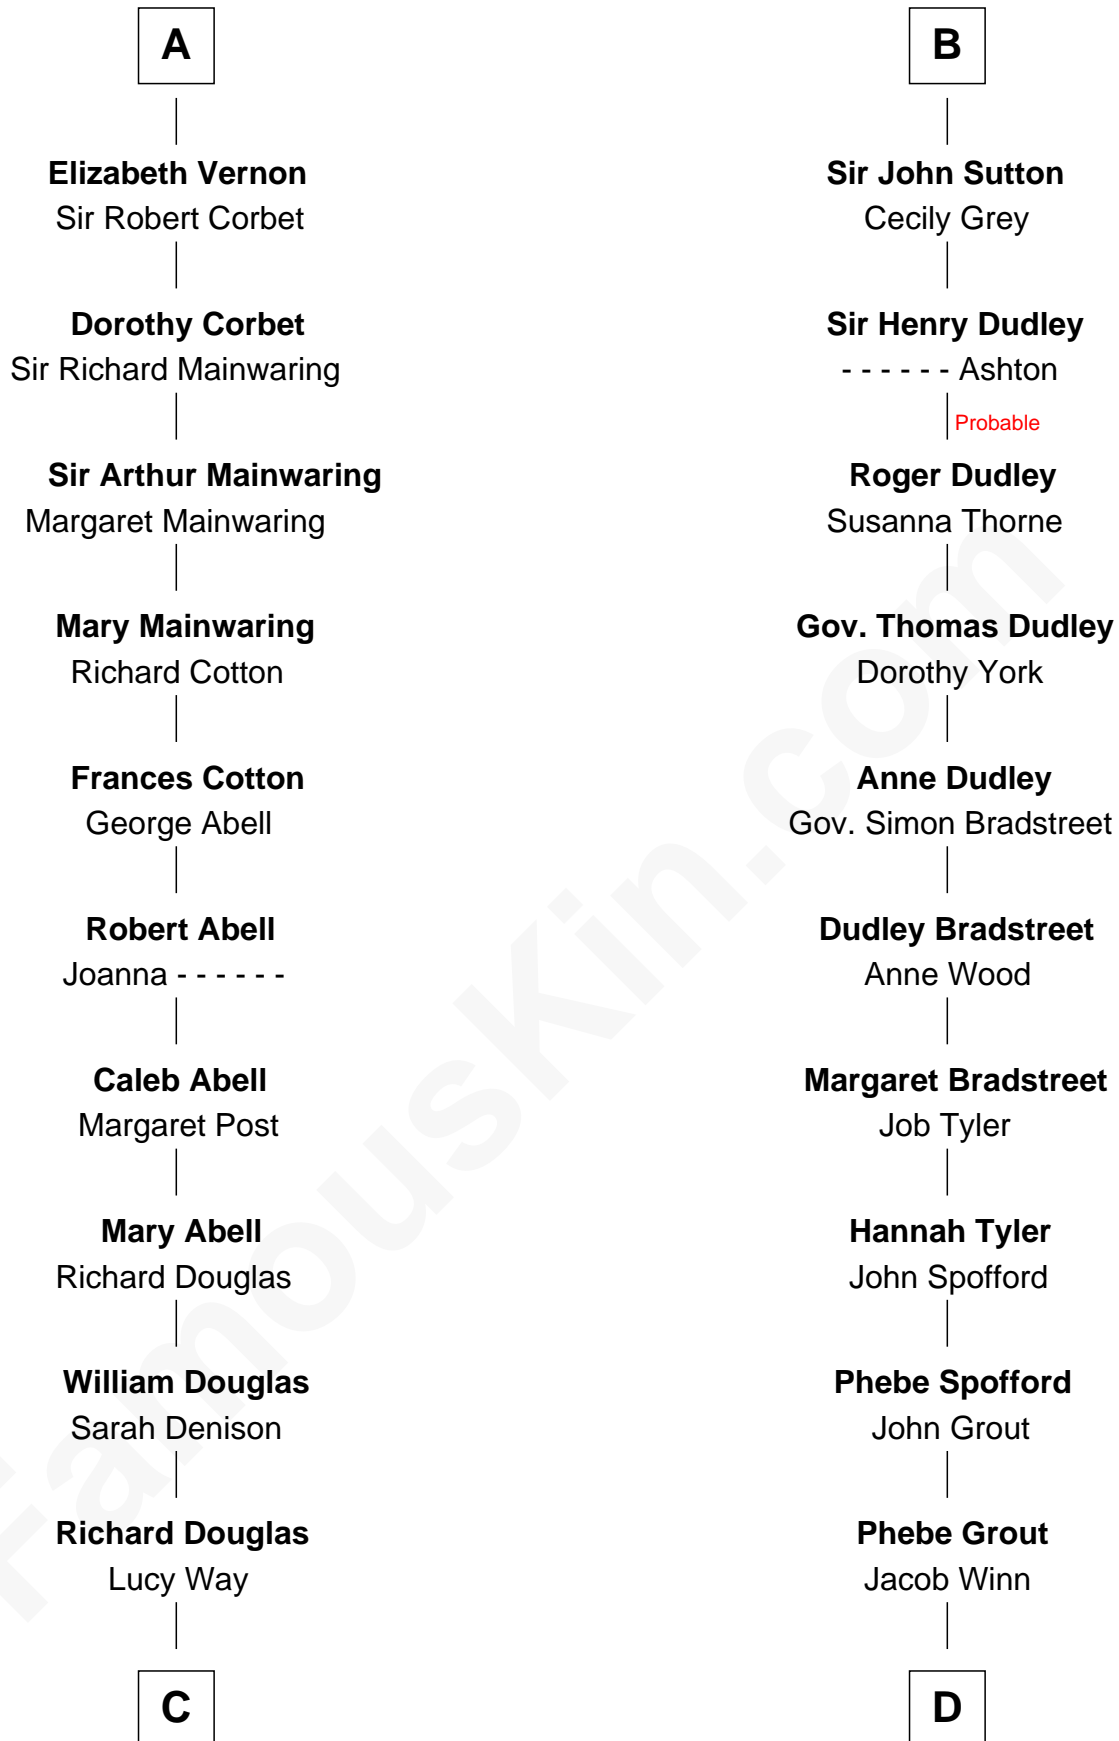 A
Elizabeth Vernon
Sir Robert Corbet
Dorothy Corbet
Sir Richard Mainwaring
Sir Arthur Mainwaring
Margaret Mainwaring
Mary Mainwaring
Richard Cotton
Frances Cotton
George Abell
Robert Abell
Joanna - - - - - -
Caleb Abell
Margaret Post
Mary Abell
Richard Douglas
William Douglas
Sarah Denison
Richard Douglas
Lucy Way
C
B
Sir John Sutton
Cecily Grey
Sir Henry Dudley
- - - - - - Ashton
Probable
Roger Dudley
Susanna Thorne
Gov. Thomas Dudley
Dorothy York
Anne Dudley
Gov. Simon Bradstreet
Dudley Bradstreet
Anne Wood
Margaret Bradstreet
Job Tyler
Hannah Tyler
John Spofford
Phebe Spofford
John Grout
Phebe Grout
Jacob Winn
D
FamousKin.com